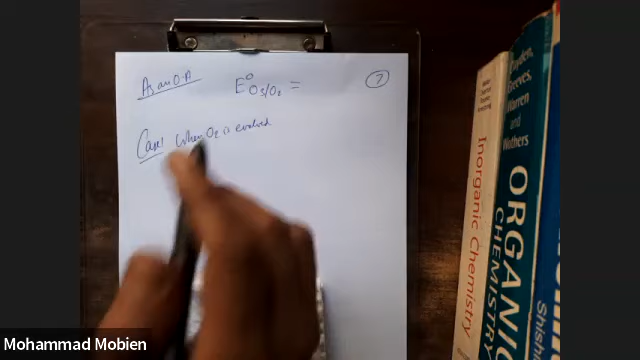 As an O.A
E°O3/O2 =
7
Case1 When O2 is evolved
Inorganic Chemistry
Clayden,
Greeves,
Warren
and
Wothers
ORGANIC
CHEMISTRY
Mohammad Mobien